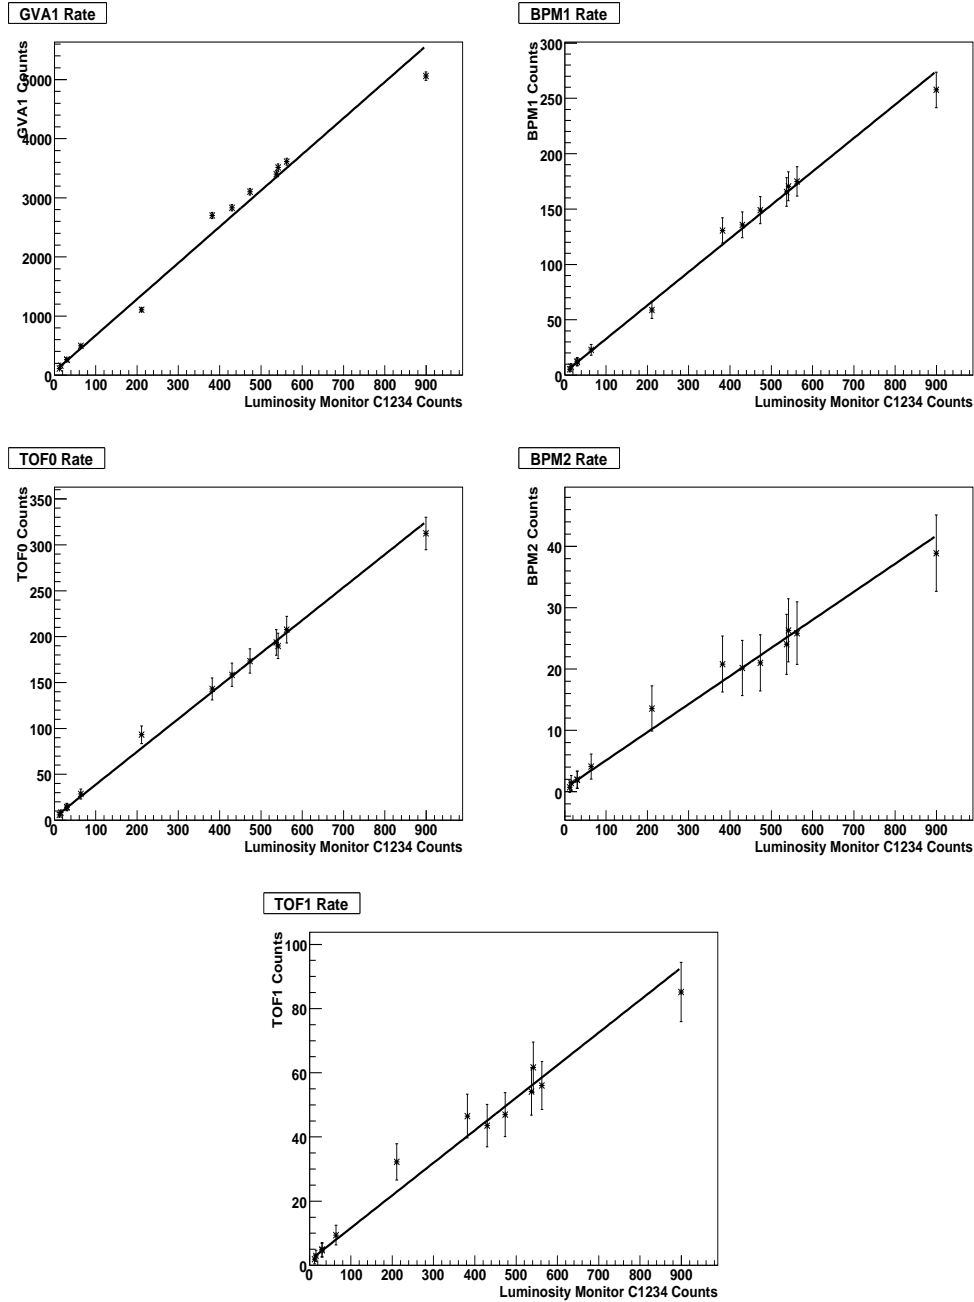 GVA1 Rate
GVA1 Counts
5000
4000
3000
2000
1000
0
0 100 200 300 400 500 600 700 800 900
Luminosity Monitor C1234 Counts
BPM1 Rate
BPM1 Counts
300
250
200
150
100
50
0
0 100 200 300 400 500 600 700 800 900
Luminosity Monitor C1234 Counts
TOF0 Rate
TOF0 Counts
350
300
250
200
150
100
50
0
0 100 200 300 400 500 600 700 800 900
Luminosity Monitor C1234 Counts
BPM2 Rate
BPM2 Counts
40
30
20
10
0
0 100 200 300 400 500 600 700 800 900
Luminosity Monitor C1234 Counts
TOF1 Rate
TOF1 Counts
100
80
60
40
20
0
0 100 200 300 400 500 600 700 800 900
Luminosity Monitor C1234 Counts